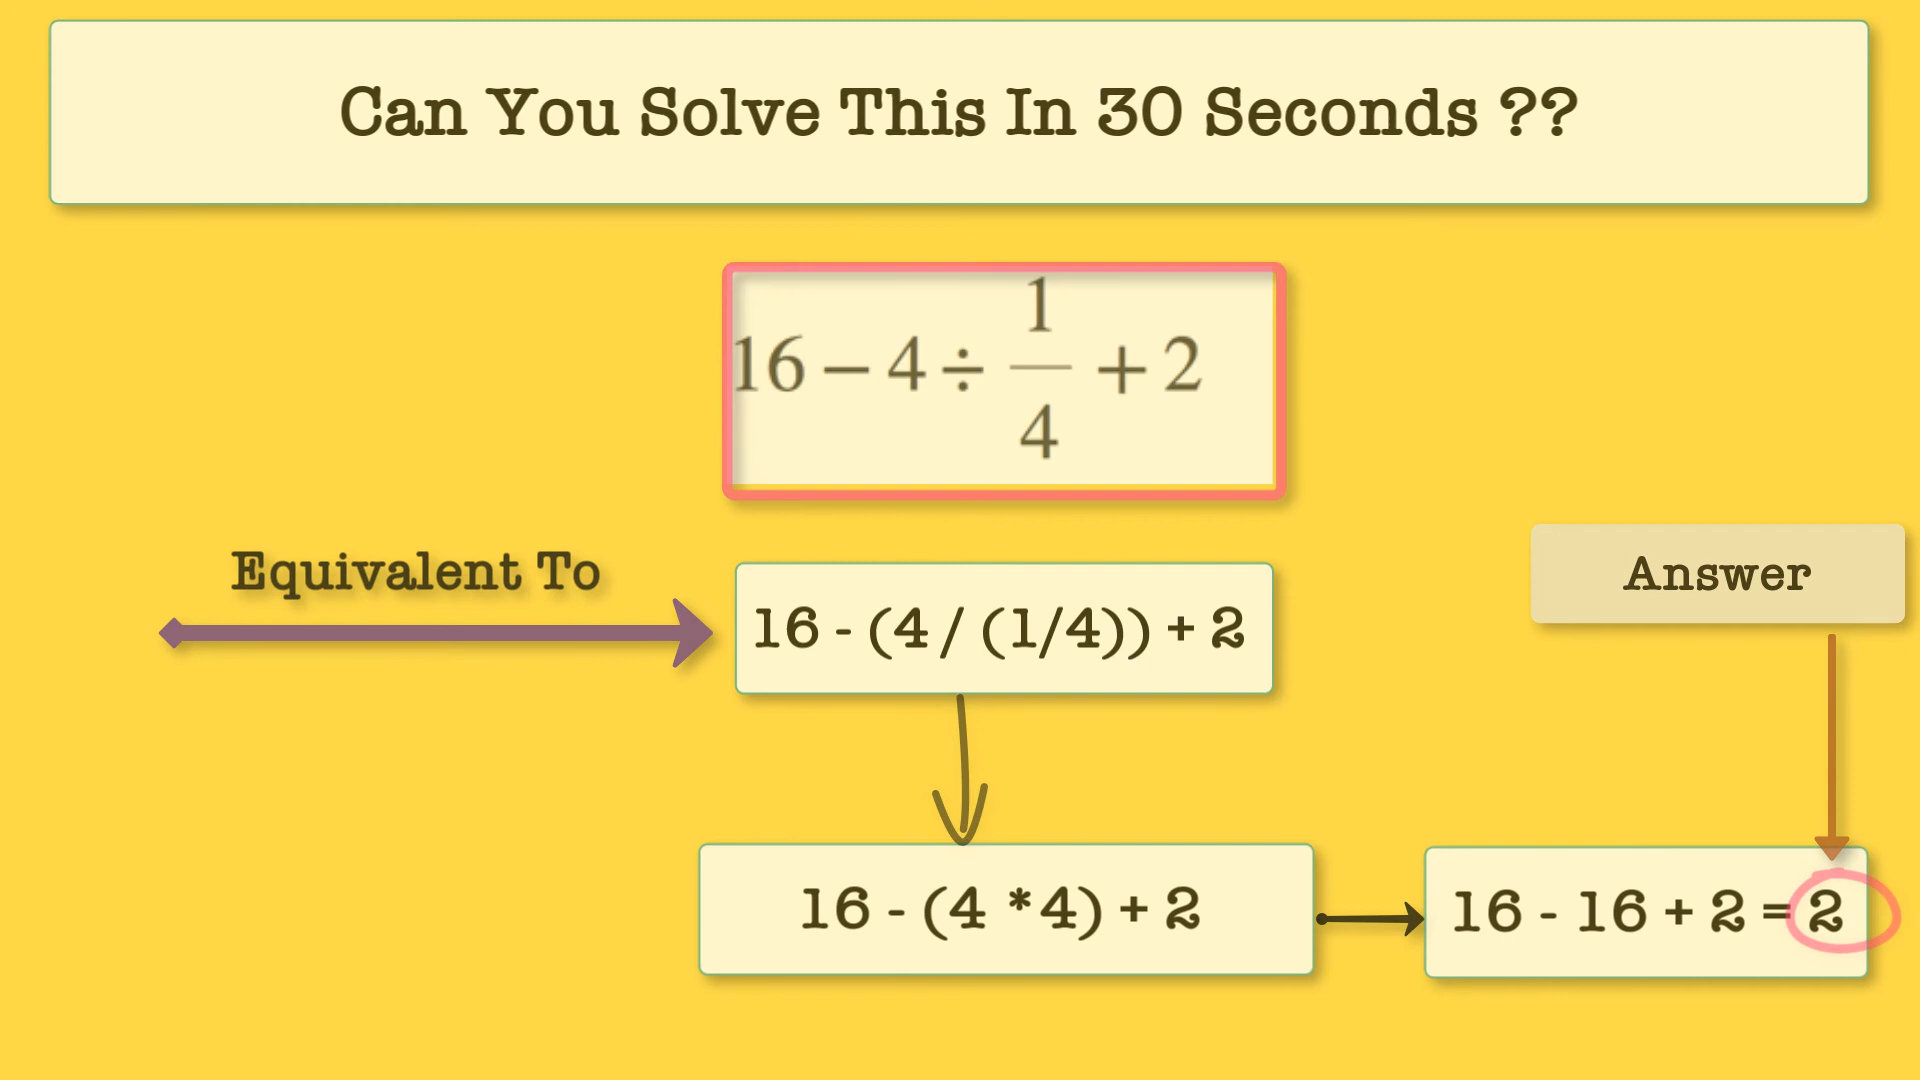 Can You Solve This In 30 Seconds ??
16 − 4 ÷ 1/4 + 2
Equivalent To
16 - (4 / (1/4)) + 2
Answer
16 - (4 *4) + 2
16 - 16 + 2 = 2